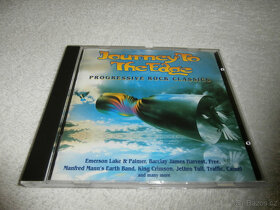 Journey To
The Edge
PROGRESSIVE ROCK CLASSICS
Emerson Lake & Palmer, Barclay James Harvest, Free,
Manfred Mann's Earth Band, King Crimson, Jethro Tull, Traffic, Camel
and many more